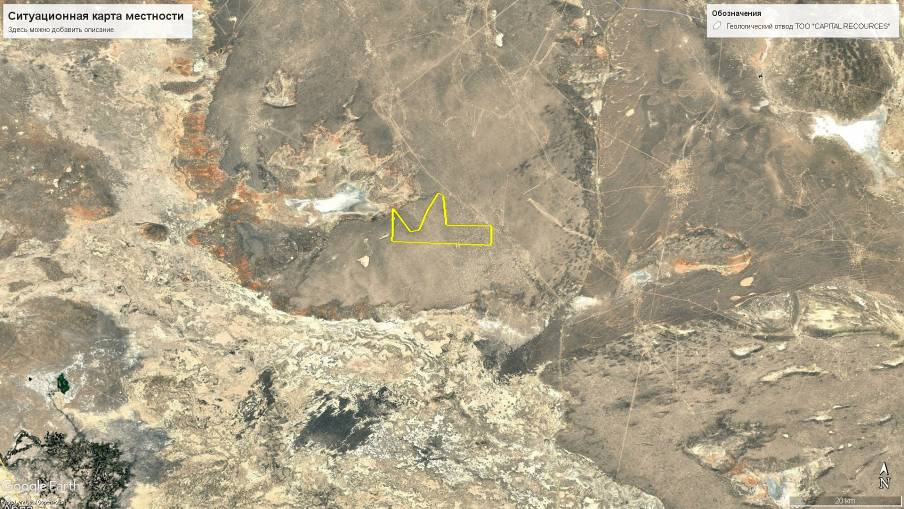 Ситуационная карта местности
Здесь можно добавить описание.
Обозначения
Геологический отвод ТОО "CAPITAL RECOURCES"
Google Earth
N
20 km